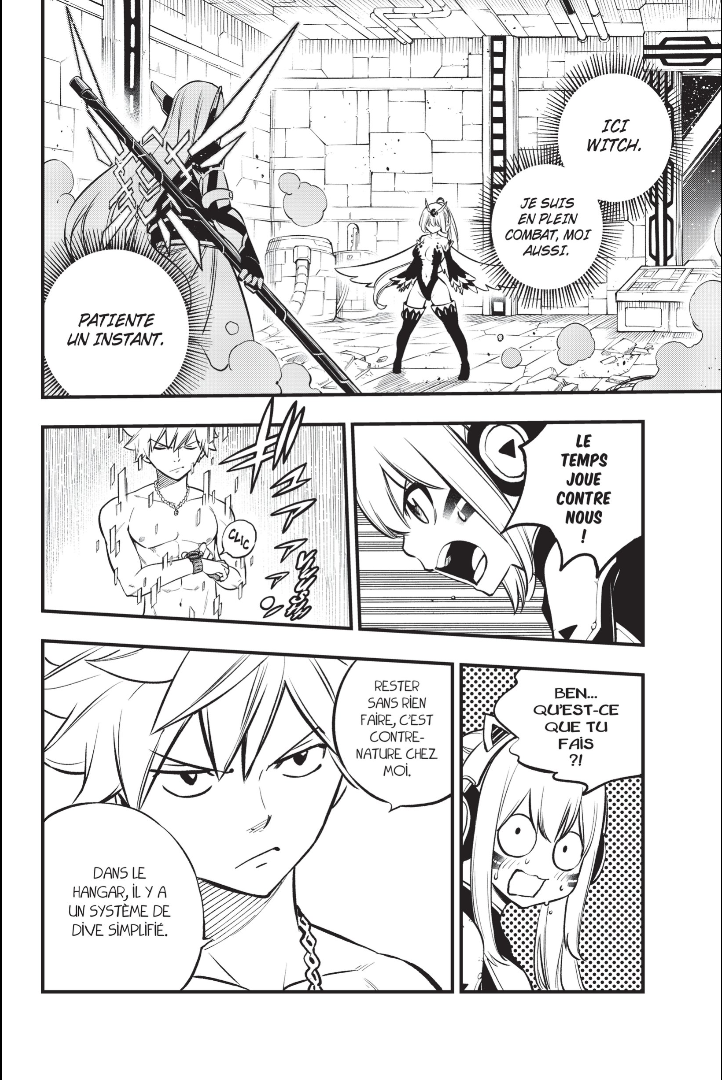 ICI
WITCH.
JE SUIS
EN PLEIN
COMBAT, MOI
AUSSI.
PATIENTE
UN INSTANT.
LE
TEMPS
JOUE
CONTRE
NOUS
!
CLIC
BEN...
QU'EST-CE
QUE TU
FAIS
?!
RESTER
SANS RIEN
FAIRE, C'EST
CONTRE-
NATURE CHEZ
MOI.
DANS LE
HANGAR, IL Y A
UN SYSTÈME DE
DIVE SIMPLIFIÉ.